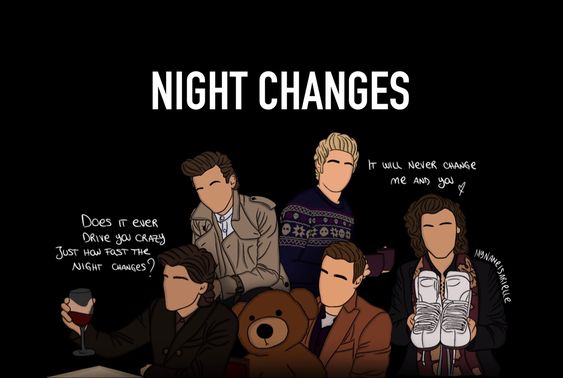 NIGHT CHANGES
IT WILL NEVER CHANGE
ME AND YOU
DOES IT EVER
DRIVE YOU CRAZY
JUST HOW FAST THE
NIGHT CHANGES?